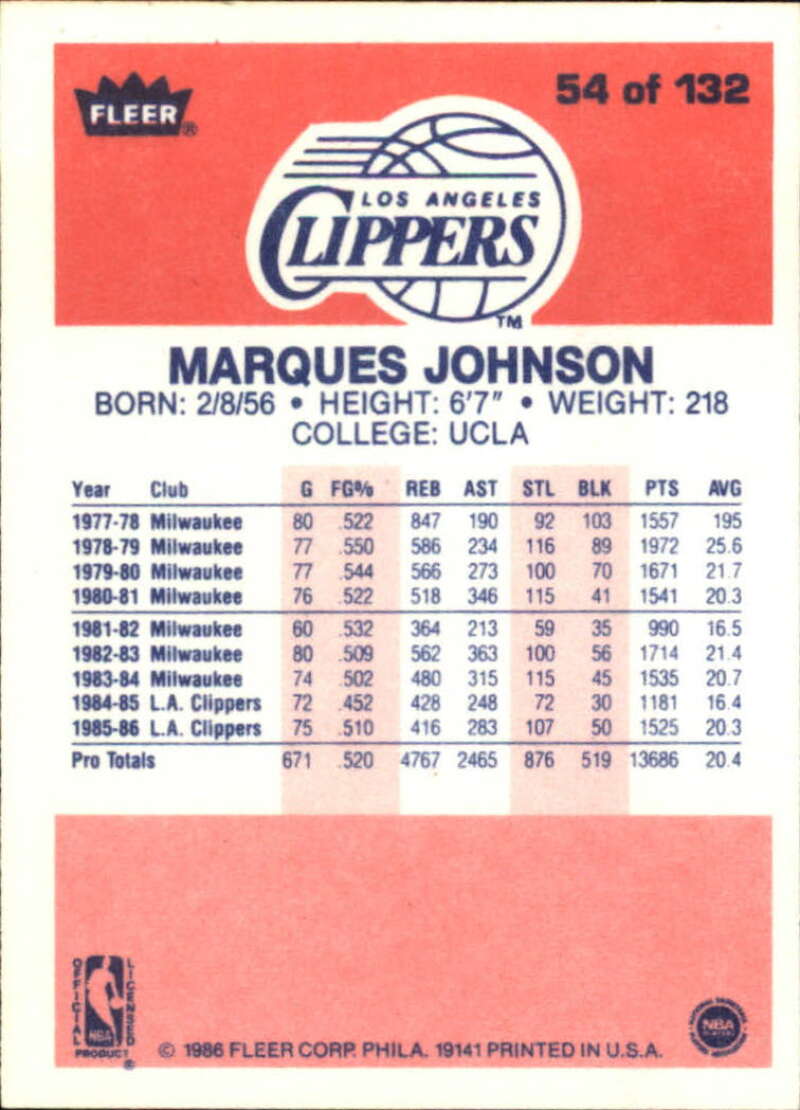 FLEER®
54 of 132
LOS ANGELES
CLIPPERS
TM
MARQUES JOHNSON
BORN: 2/8/56 • HEIGHT: 6'7" • WEIGHT: 218
COLLEGE: UCLA
Year Club G FG% REB AST STL BLK PTS AVG
1977-78 Milwaukee 80 .522 847 190 92 103 1557 195
1978-79 Milwaukee 77 .550 586 234 116 89 1972 25.6
1979-80 Milwaukee 77 .544 566 273 100 70 1671 21.7
1980-81 Milwaukee 76 .522 518 346 115 41 1541 20.3
1981-82 Milwaukee 60 .532 364 213 59 35 990 16.5
1982-83 Milwaukee 80 .509 562 363 100 56 1714 21.4
1983-84 Milwaukee 74 .502 480 315 115 45 1535 20.7
1984-85 L.A. Clippers 72 .452 428 248 72 30 1181 16.4
1985-86 L.A. Clippers 75 .510 416 283 107 50 1525 20.3
Pro Totals 671 .520 4767 2465 876 519 13686 20.4
OFFICIAL
NBA
LICENSED
PRODUCT ®
© 1986 FLEER CORP. PHILA. 19141 PRINTED IN U.S.A.
NBA